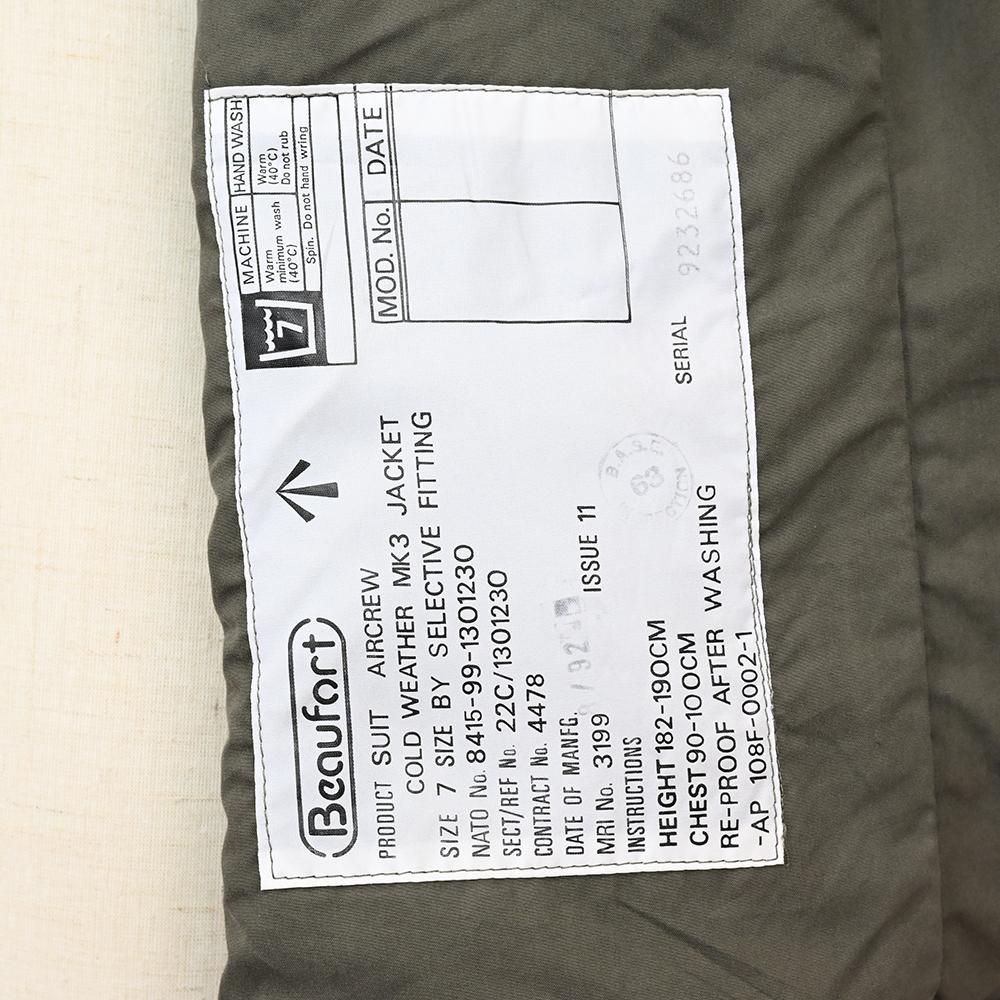 Beaufort
PRODUCT SUIT AIRCREW
COLD WEATHER MK3 JACKET
SIZE 7 SIZE BY SELECTIVE FITTING
NATO No. 8415-99-1301230
SECT/REF No. 22C/1301230
CONTRACT No. 4478
DATE OF MANFG. /92
MRI No. 3199 ISSUE 11
INSTRUCTIONS
HEIGHT 182-190CM
CHEST 90-100CM
RE-PROOF AFTER WASHING
-AP 108F-0002-1
7
MACHINE HAND WASH
Warm
minimum wash
(40°C)
Warm
(40°C)
Do not rub
Spin. Do not hand wring
MOD. No. DATE
SERIAL 9232686